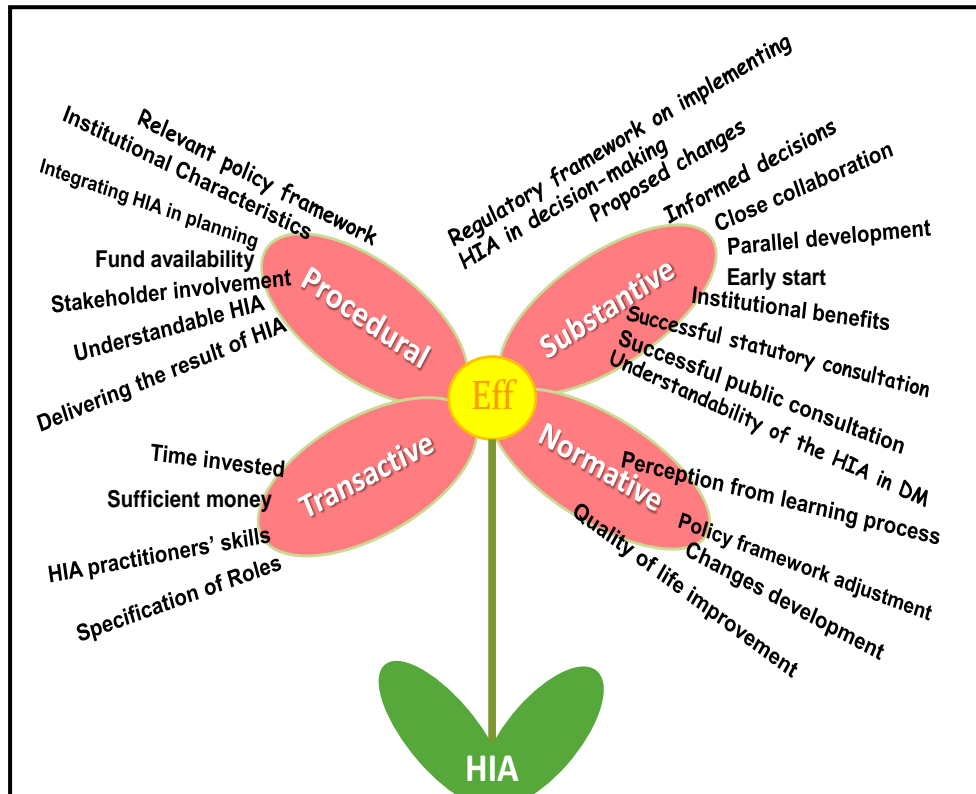 Relevant policy framework
Institutional Characteristics
Integrating HIA in planning
Fund availability
Stakeholder involvement
Understandable HIA
Delivering the result of HIA
Procedural
Regulatory framework on implementing
HIA in decision-making
Proposed changes
Informed decisions
Close collaboration
Parallel development
Early start
Institutional benefits
Successful statutory consultation
Successful public consultation
Understandability of the HIA in DM
Substantive
Eff
Time invested
Sufficient money
HIA practitioners’ skills
Specification of Roles
Transactive
Normative
Perception from learning process
Policy framework adjustment
Changes development
Quality of life improvement
HIA